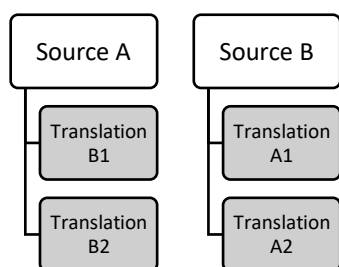 Source A
Translation
B1
Translation
B2
Source B
Translation
A1
Translation
A2